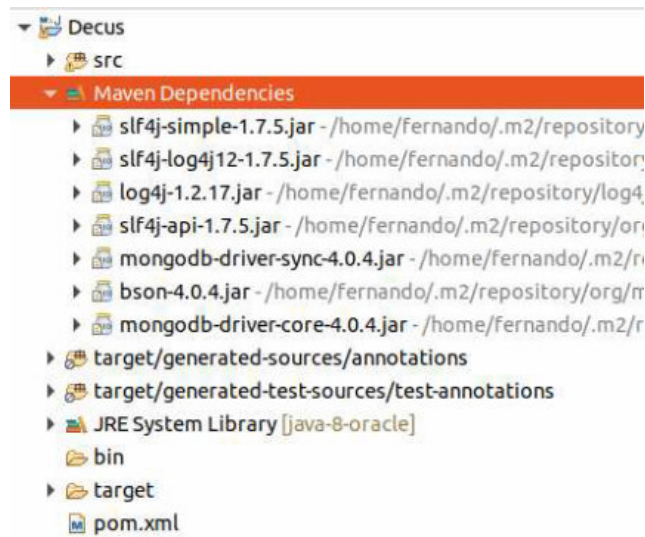 Decus
src
Maven Dependencies
slf4j-simple-1.7.5.jar - /home/fernando/.m2/repository
slf4j-log4j12-1.7.5.jar - /home/fernando/.m2/repository
log4j-1.2.17.jar - /home/fernando/.m2/repository/log4
slf4j-api-1.7.5.jar - /home/fernando/.m2/repository/or
mongodb-driver-sync-4.0.4.jar - /home/fernando/.m2/r
bson-4.0.4.jar - /home/fernando/.m2/repository/org/m
mongodb-driver-core-4.0.4.jar - /home/fernando/.m2/r
target/generated-sources/annotations
target/generated-test-sources/test-annotations
JRE System Library [java-8-oracle]
bin
target
pom.xml